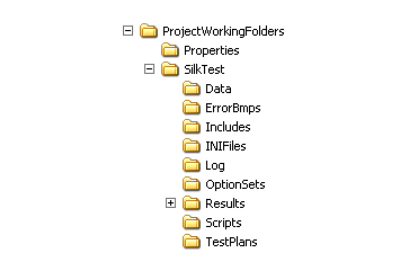 ProjectWorkingFolders
Properties
SilkTest
Data
ErrorBmps
Includes
INIFiles
Log
OptionSets
Results
Scripts
TestPlans